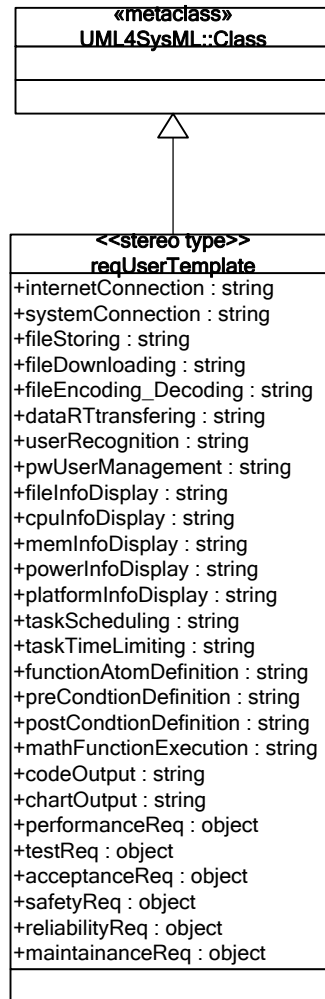 «metaclass»
UML4SysML::Class
<<stereo type>>
reqUserTemplate
+internetConnection : string
+systemConnection : string
+fileStoring : string
+fileDownloading : string
+fileEncoding_Decoding : string
+dataRTtransfering : string
+userRecognition : string
+pwUserManagement : string
+fileInfoDisplay : string
+cpuInfoDisplay : string
+memInfoDisplay : string
+powerInfoDisplay : string
+platformInfoDisplay : string
+taskScheduling : string
+taskTimeLimiting : string
+functionAtomDefinition : string
+preCondtionDefinition : string
+postCondtionDefinition : string
+mathFunctionExecution : string
+codeOutput : string
+chartOutput : string
+performanceReq : object
+testReq : object
+acceptanceReq : object
+safetyReq : object
+reliabilityReq : object
+maintainanceReq : object